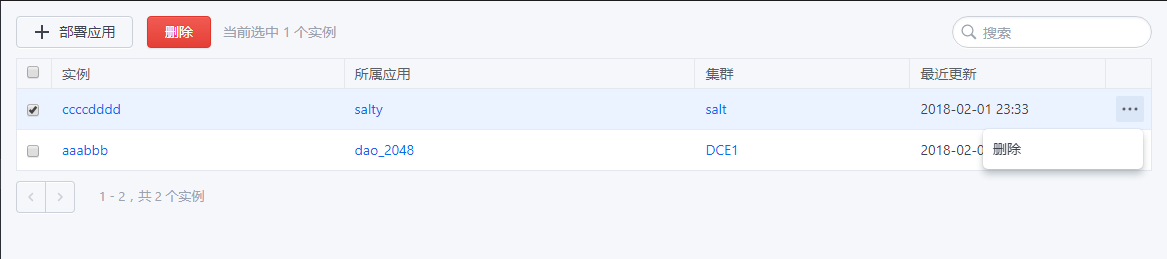 部署应用 删除 当前选中 1 个实例 搜索
实例 所属应用 集群 最近更新
ccccdddd salty salt 2018-02-01 23:33
aaabbb dao_2048 DCE1 2018-02-0
删除
1 - 2，共 2 个实例